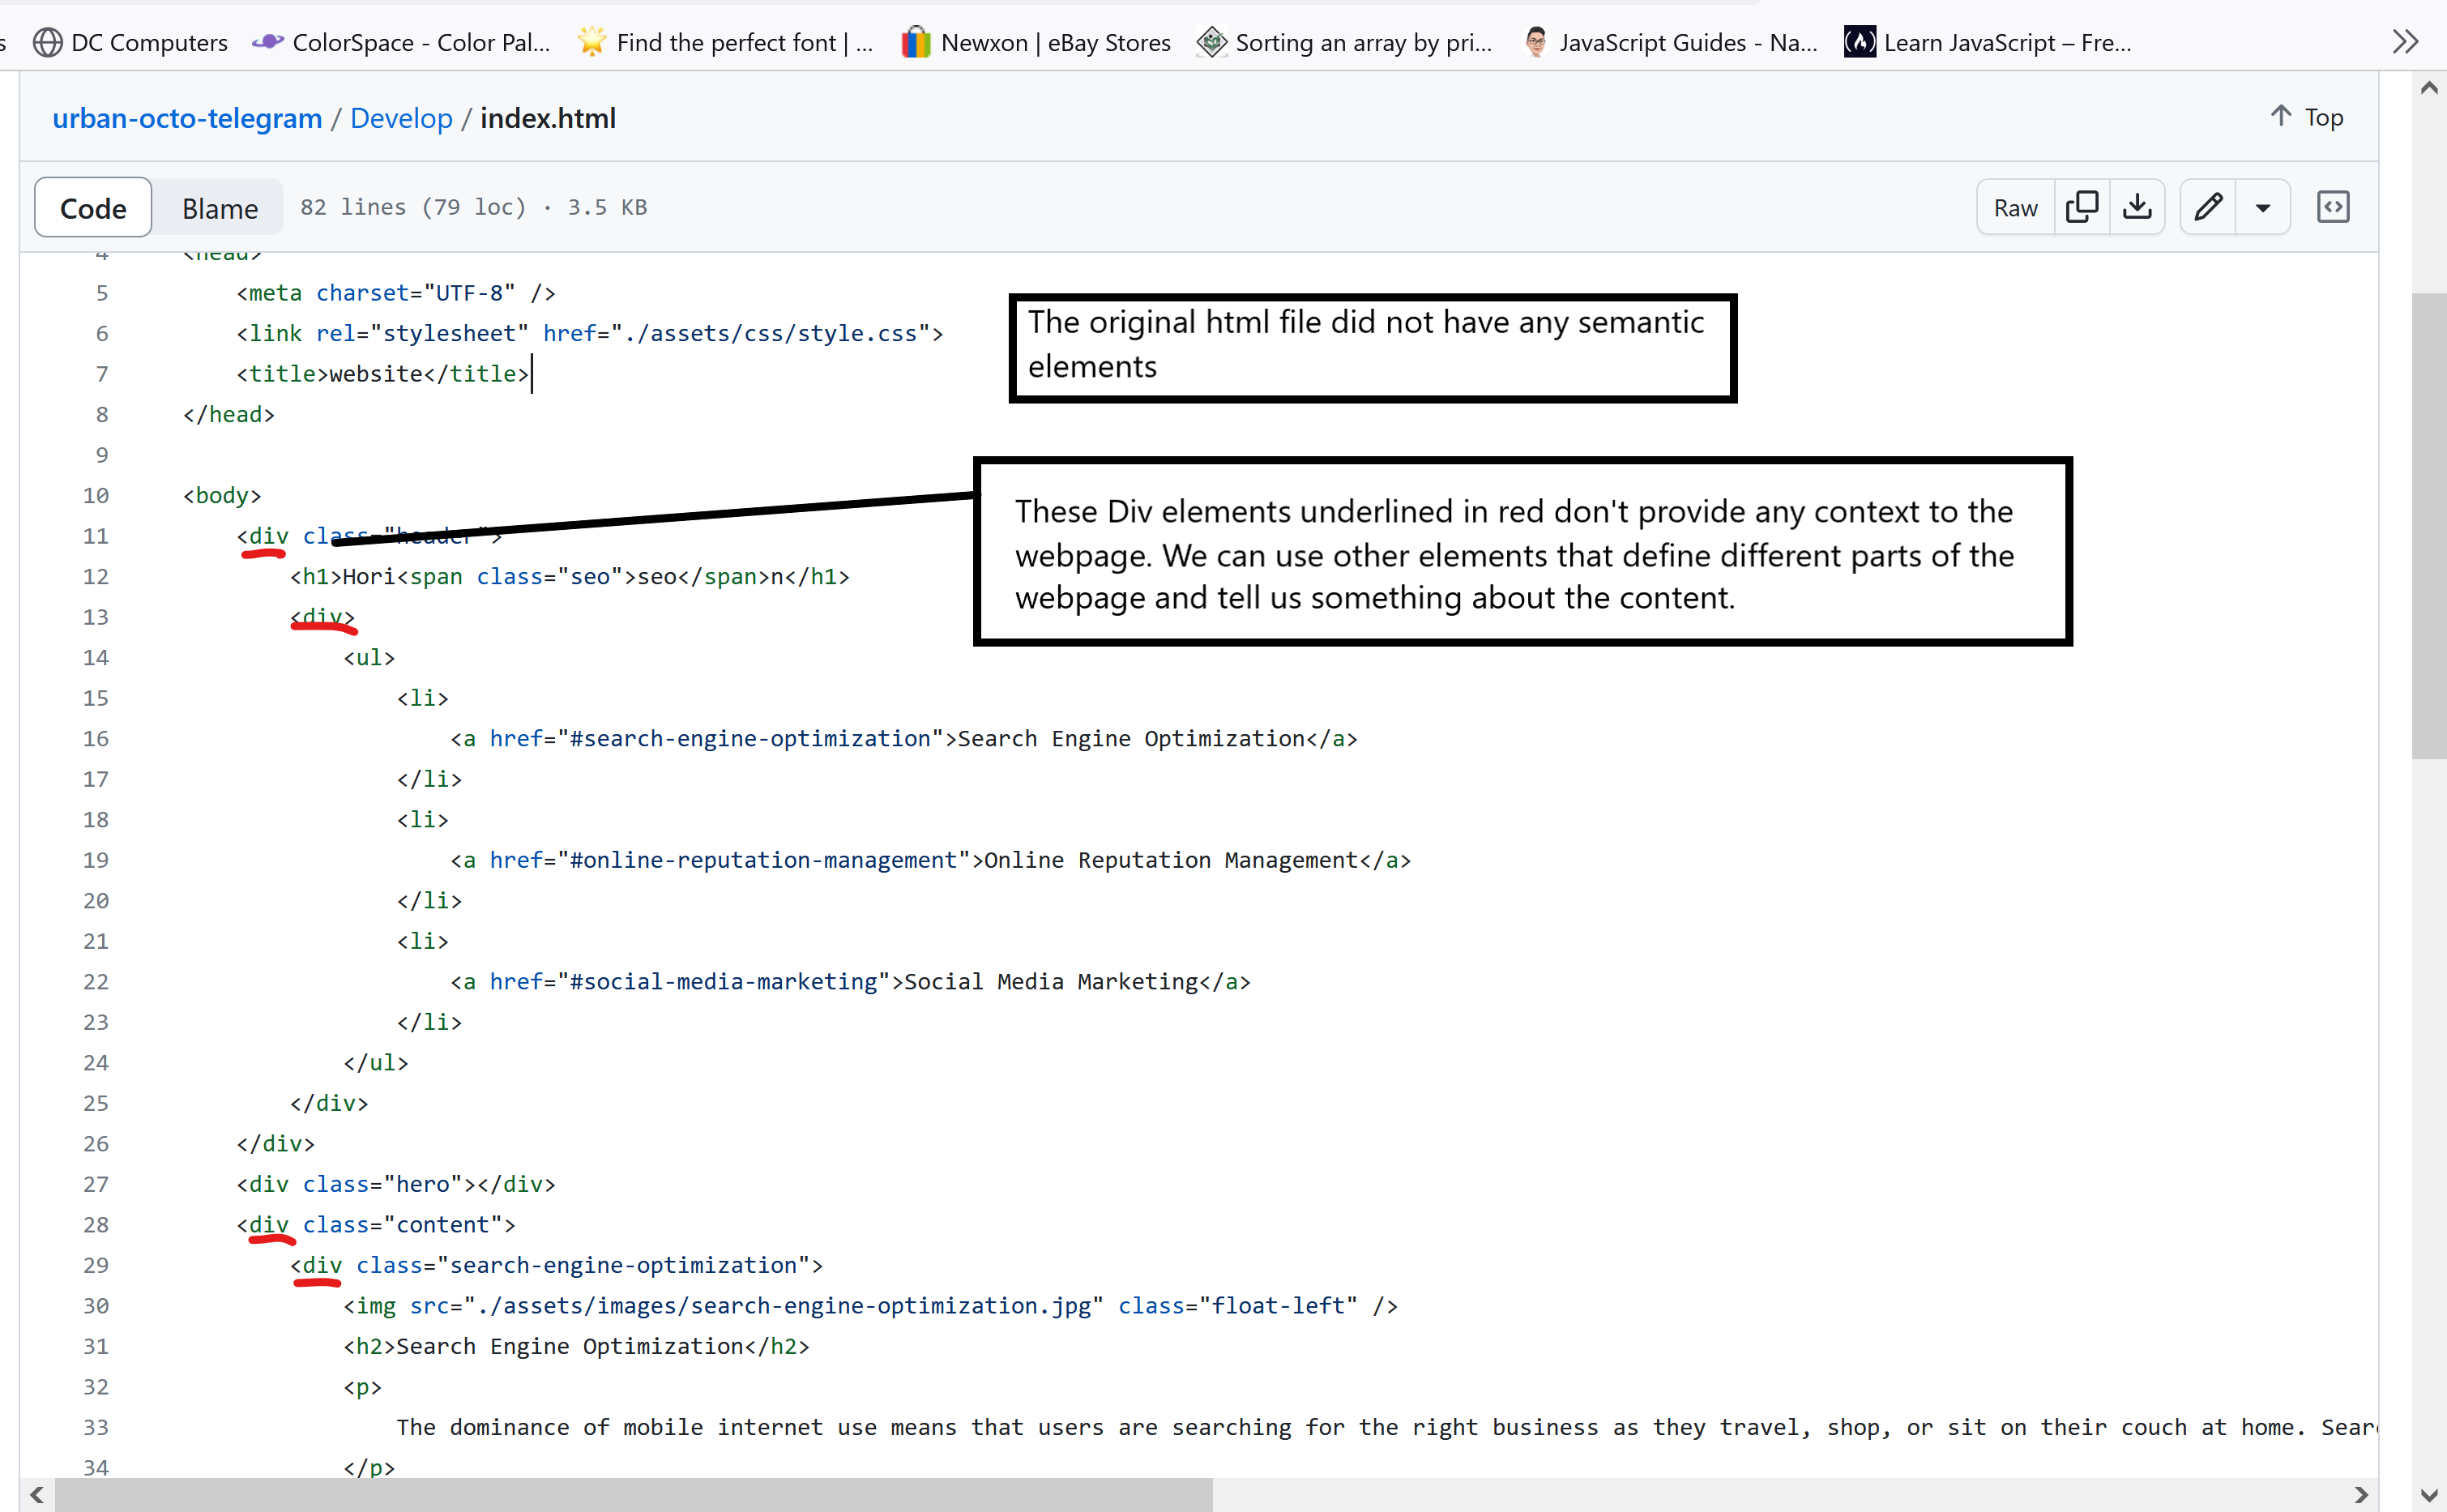 s DC Computers ColorSpace - Color Pal... Find the perfect font | ... Newxon | eBay Stores Sorting an array by pri... JavaScript Guides - Na... Learn JavaScript – Fre...
urban-octo-telegram / Develop / index.html Top
Code Blame 82 lines (79 loc) · 3.5 KB Raw
4 <head>
5 <meta charset="UTF-8" />
The original html file did not have any semantic
6 <link rel="stylesheet" href="./assets/css/style.css">
elements
7 <title>website</title>
8 </head>
9
10 <body>
These Div elements underlined in red don't provide any context to the
11 <div class="header">
webpage. We can use other elements that define different parts of the
12 <h1>Hori<span class="seo">seo</span>n</h1>
webpage and tell us something about the content.
13 <div>
14 <ul>
15 <li>
16 <a href="#search-engine-optimization">Search Engine Optimization</a>
17 </li>
18 <li>
19 <a href="#online-reputation-management">Online Reputation Management</a>
20 </li>
21 <li>
22 <a href="#social-media-marketing">Social Media Marketing</a>
23 </li>
24 </ul>
25 </div>
26 </div>
27 <div class="hero"></div>
28 <div class="content">
29 <div class="search-engine-optimization">
30 <img src="./assets/images/search-engine-optimization.jpg" class="float-left" />
31 <h2>Search Engine Optimization</h2>
32 <p>
33 The dominance of mobile internet use means that users are searching for the right business as they travel, shop, or sit on their couch at home. Sear
34 </p>